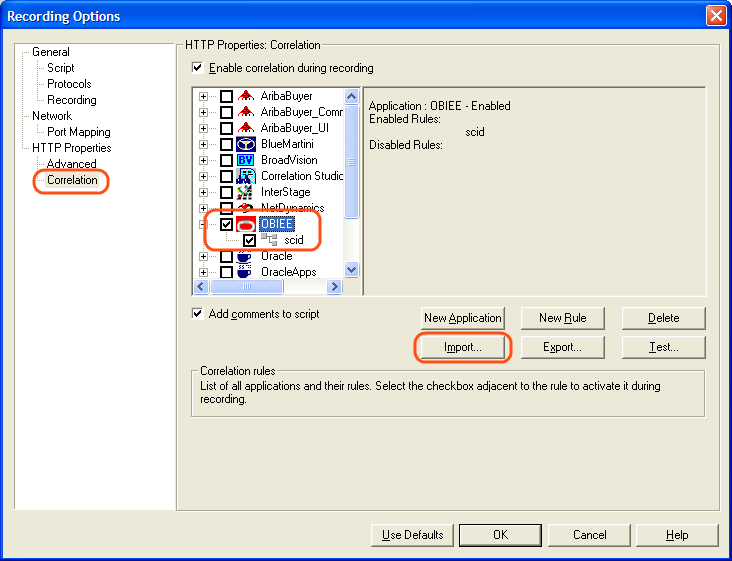 Recording Options
General
Script
Protocols
Recording
Network
Port Mapping
HTTP Properties
Advanced
Correlation
HTTP Properties: Correlation
Enable correlation during recording
AribaBuyer
AribaBuyer_Comr
AribaBuyer_UI
BlueMartini
BV BroadVision
Correlation Studio
InterStage
NetDynamics
OBIEE
scid
Oracle
OracleApps
Application : OBIEE - Enabled
Enabled Rules:
scid
Disabled Rules:
Add comments to script
New Application
New Rule
Delete
Import...
Export...
Test...
Correlation rules
List of all applications and their rules. Select the checkbox adjacent to the rule to activate it during
recording.
Use Defaults
OK
Cancel
Help